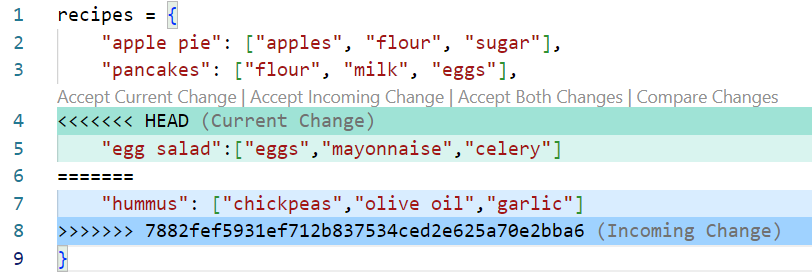 1 recipes = {
2     "apple pie": ["apples", "flour", "sugar"],
3     "pancakes": ["flour", "milk", "eggs"],
Accept Current Change | Accept Incoming Change | Accept Both Changes | Compare Changes
4 <<<<<<< HEAD (Current Change)
5     "egg salad":["eggs","mayonnaise","celery"]
6 =======
7     "hummus": ["chickpeas","olive oil","garlic"]
8 >>>>>>> 7882fef5931ef712b837534ced2e625a70e2bba6 (Incoming Change)
9 }